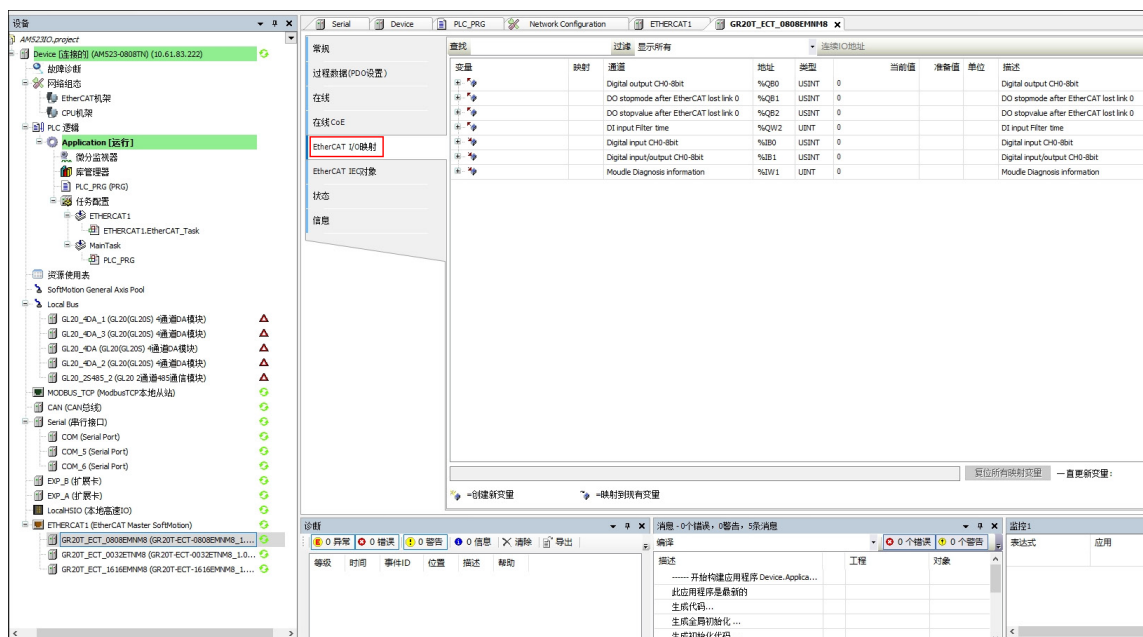 设备
Serial
Device
PLC_PRG
Network Configuration
ETHERCAT1
GR20T_ECT_0808EMNM8
AM523IO.project
Device [连接的] (AM523-0808TN) (10.61.83.222)
故障诊断
网络组态
EtherCAT机架
CPU机架
PLC 逻辑
Application [运行]
微分监视器
库管理器
PLC_PRG (PRG)
任务配置
ETHERCAT1
ETHERCAT1.EtherCAT_Task
MainTask
PLC_PRG
资源使用表
SoftMotion General Axis Pool
Local Bus
GL20_4DA_1 (GL20(GL20S) 4通道DA模块)
GL20_4DA_3 (GL20(GL20S) 4通道DA模块)
GL20_4DA (GL20(GL20S) 4通道DA模块)
GL20_4DA_2 (GL20(GL20S) 4通道DA模块)
GL20_2S485_2 (GL20 2通道485通信模块)
MODBUS_TCP (ModbusTCP本地从站)
CAN (CAN总线)
Serial (串行接口)
COM (Serial Port)
COM_5 (Serial Port)
COM_6 (Serial Port)
EXP_B (扩展卡)
EXP_A (扩展卡)
LocalHSIO (本地高速IO)
ETHERCAT1 (EtherCAT Master SoftMotion)
GR20T_ECT_0808EMNM8 (GR20T-ECT-0808EMNM8_1....
GR20T_ECT_0032ETNM8 (GR20T-ECT-0032ETNM8_1.0...
GR20T_ECT_1616EMNM8 (GR20T-ECT-1616EMNM8_1....
常规
过程数据(PDO设置)
在线
在线CoE
EtherCAT I/O映射
EtherCAT IEC对象
状态
信息
查找 过滤 显示所有 连续IO地址
变量 映射 通道 地址 类型 当前值 准备值 单位 描述
Digital output CH0-8bit %QB0 USINT 0 Digital output CH0-8bit
DO stopmode after EtherCAT lost link 0 %QB1 USINT 0 DO stopmode after EtherCAT lost link 0
DO stopvalue after EtherCAT lost link 0 %QB2 USINT 0 DO stopvalue after EtherCAT lost link 0
DI input Filter time %QW2 UINT 0 DI input Filter time
Digital input CH0-8bit %IB0 USINT 0 Digital input CH0-8bit
Digital input/output CH0-8bit %IB1 USINT 0 Digital input/output CH0-8bit
Moudle Diagnosis information %IW1 UINT 0 Moudle Diagnosis information
复位所有映射变量 一直更新变量:
=创建新变量 =映射到现有变量
诊断
0 异常 0 错误 0 警告 0 信息 清除 导出
等级 时间 事件ID 位置 描述 帮助
消息 - 0个错误, 0警告, 5条消息
编译 0 个错误 0 个警告
描述 工程 对象
------ 开始构建应用程序 Device.Applica...
此应用程序是最新的
生成代码...
生成全局初始化 ...
生成初始化代码
监控1
表达式 应用